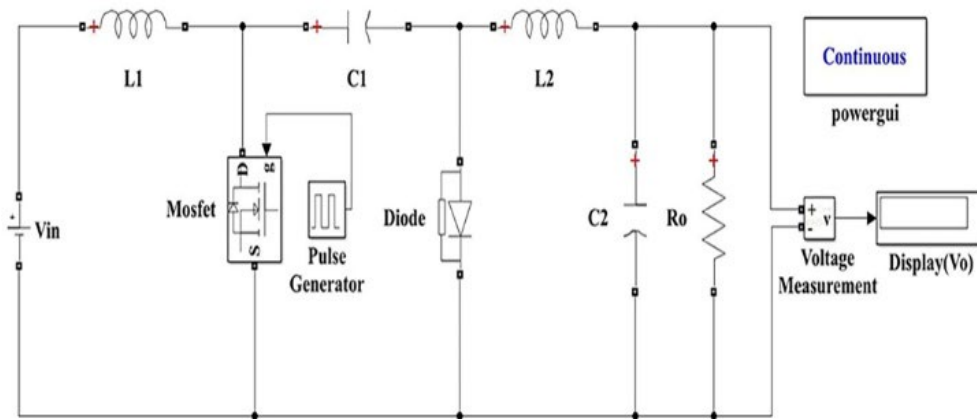 L1
C1
L2
Continuous
powergui
D
g
Mosfet
S
Vin
Pulse
Generator
Diode
C2
Ro
+
-
v
Voltage
Measurement
Display(Vo)